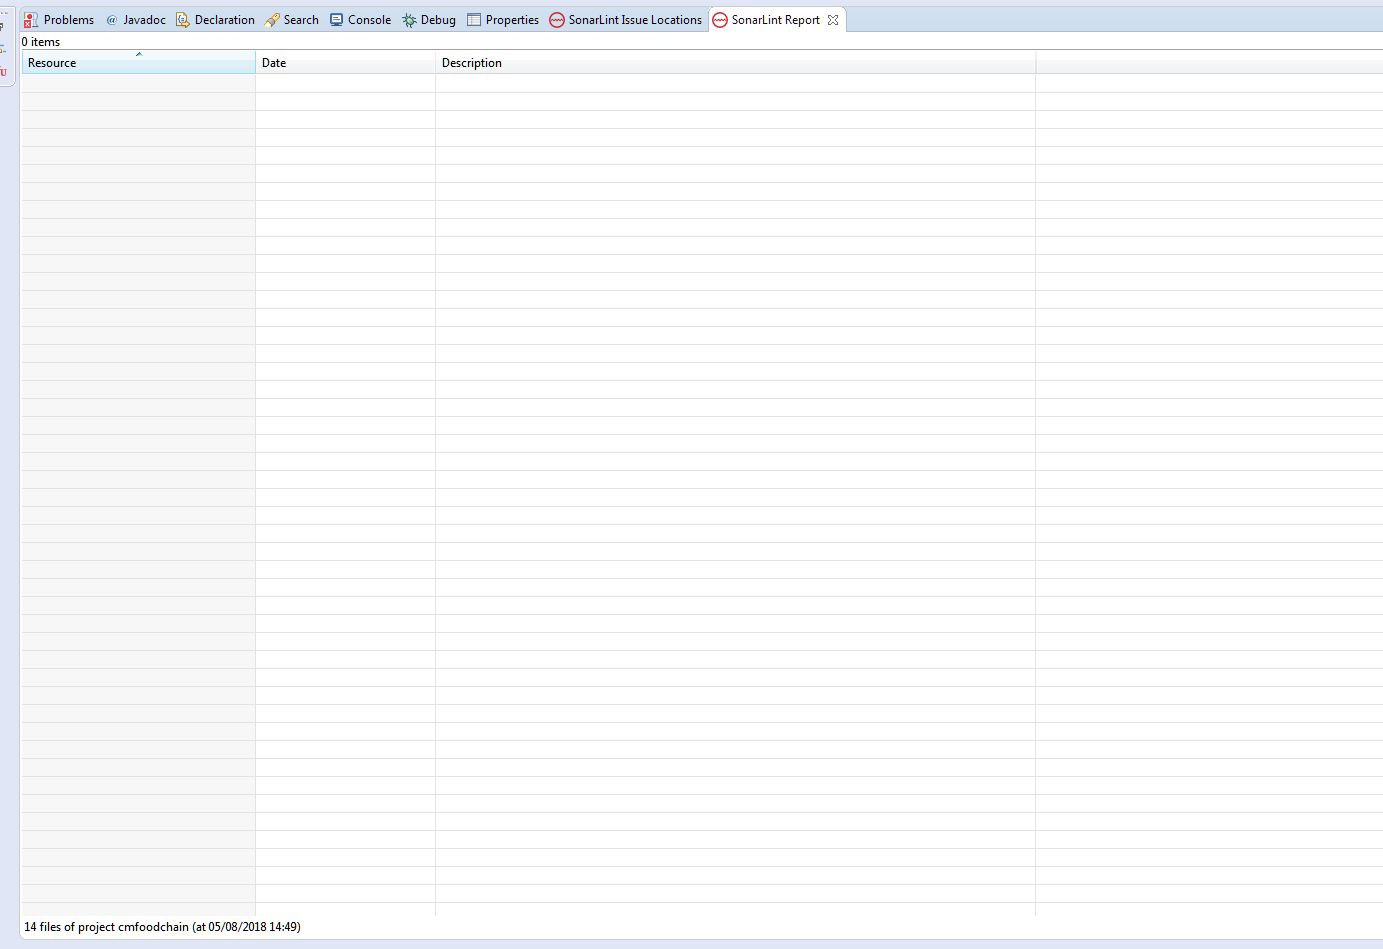 Problems @ Javadoc Declaration Search Console Debug Properties SonarLint Issue Locations SonarLint Report
0 items
Resource Date Description
14 files of project cmfoodchain (at 05/08/2018 14:49)